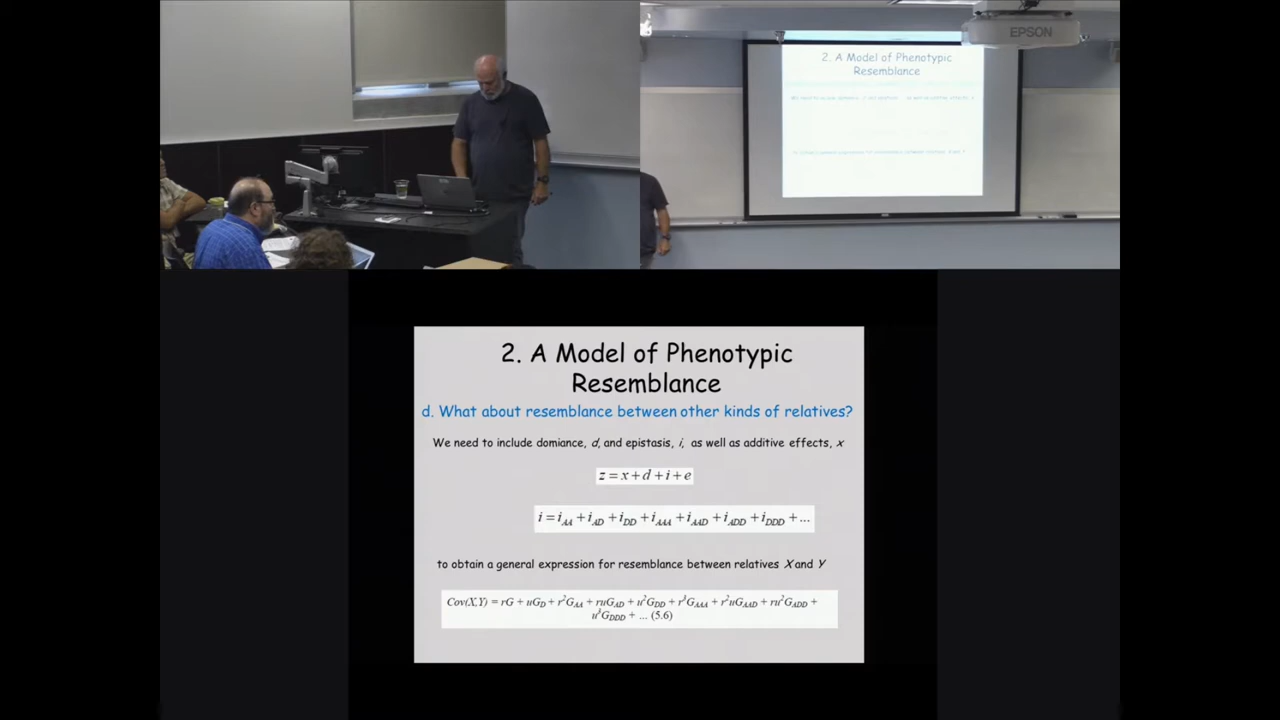 EPSON
2. A Model of Phenotypic
Resemblance
2. A Model of Phenotypic
Resemblance
d. What about resemblance between other kinds of relatives?
We need to include domiance, d, and epistasis, i, as well as additive effects, x
z = x + d + i + e
i = i_AA + i_AD + i_DD + i_AAA + i_AAD + i_ADD + i_DDD + ...
to obtain a general expression for resemblance between relatives X and Y
Cov(X,Y) = rG + uG_D + r²G_AA + ruG_AD + u²G_DD + r³G_AAA + r²uG_AAD + ru²G_ADD +
u³G_DDD + ... (5.6)